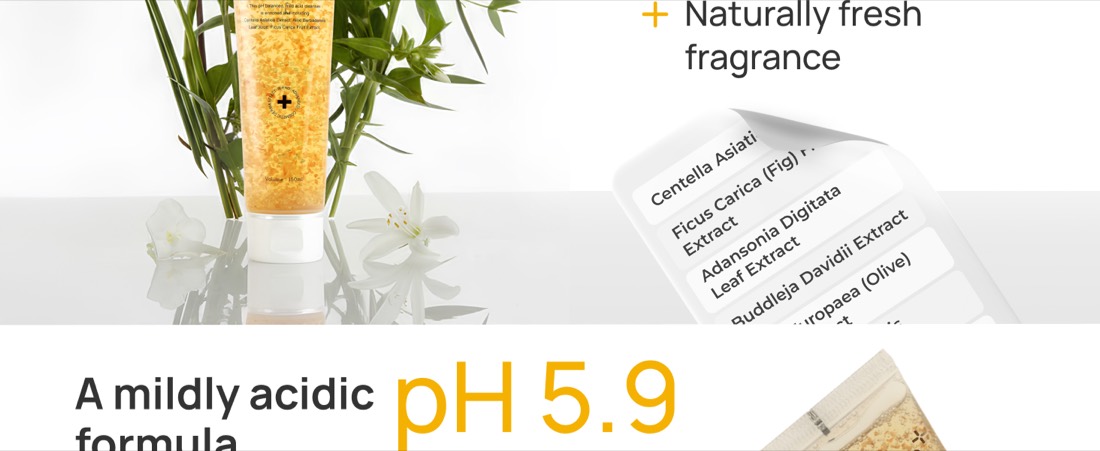 + Naturally fresh
fragrance
Centella Asiati
Ficus Carica (Fig)
Extract
Adansonia Digitata
Leaf Extract
Buddleja Davidii Extract
uropaea (Olive)
A mildly acidic pH 5.9
formula